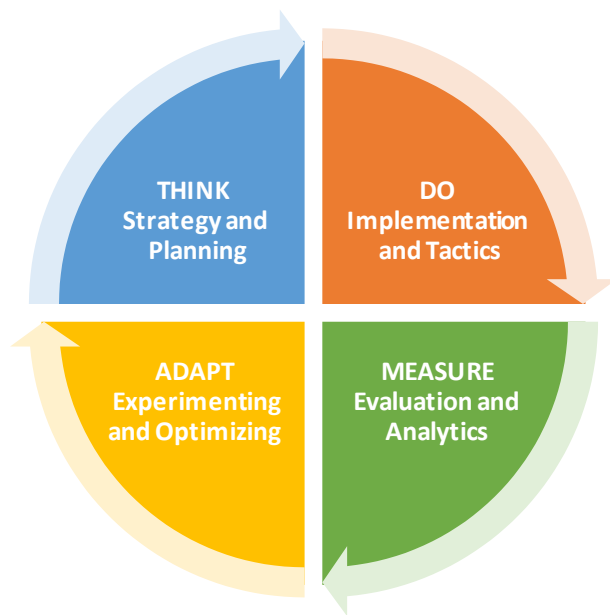 THINK
Strategy and
Planning
DO
Implementation
and Tactics
ADAPT
Experimenting
and Optimizing
MEASURE
Evaluation and
Analytics